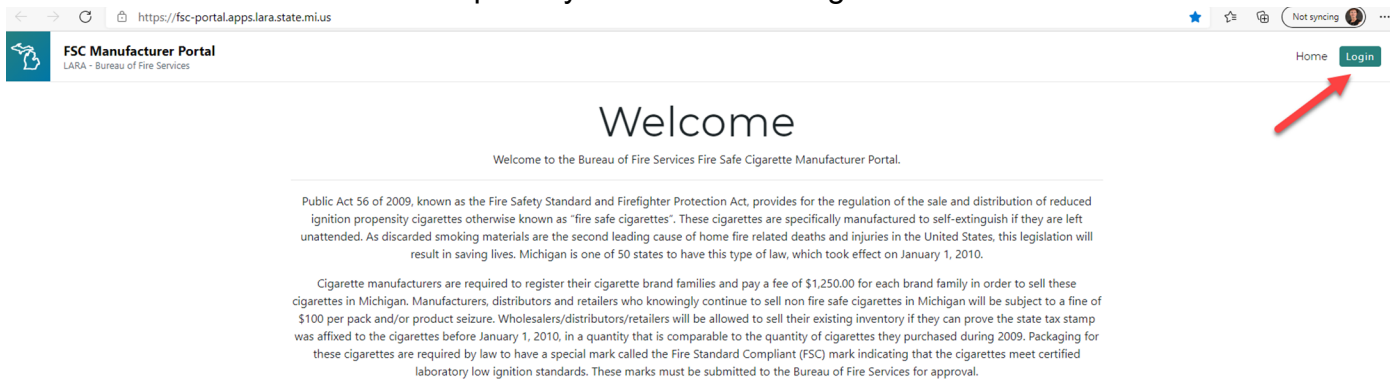 https://fsc-portal.apps.lara.state.mi.us
Not syncing
FSC Manufacturer Portal
LARA - Bureau of Fire Services
Home Login
Welcome
Welcome to the Bureau of Fire Services Fire Safe Cigarette Manufacturer Portal.
Public Act 56 of 2009, known as the Fire Safety Standard and Firefighter Protection Act, provides for the regulation of the sale and distribution of reduced
ignition propensity cigarettes otherwise known as "fire safe cigarettes". These cigarettes are specifically manufactured to self-extinguish if they are left
unattended. As discarded smoking materials are the second leading cause of home fire related deaths and injuries in the United States, this legislation will
result in saving lives. Michigan is one of 50 states to have this type of law, which took effect on January 1, 2010.
Cigarette manufacturers are required to register their cigarette brand families and pay a fee of $1,250.00 for each brand family in order to sell these
cigarettes in Michigan. Manufacturers, distributors and retailers who knowingly continue to sell non fire safe cigarettes in Michigan will be subject to a fine of
$100 per pack and/or product seizure. Wholesalers/distributors/retailers will be allowed to sell their existing inventory if they can prove the state tax stamp
was affixed to the cigarettes before January 1, 2010, in a quantity that is comparable to the quantity of cigarettes they purchased during 2009. Packaging for
these cigarettes are required by law to have a special mark called the Fire Standard Compliant (FSC) mark indicating that the cigarettes meet certified
laboratory low ignition standards. These marks must be submitted to the Bureau of Fire Services for approval.